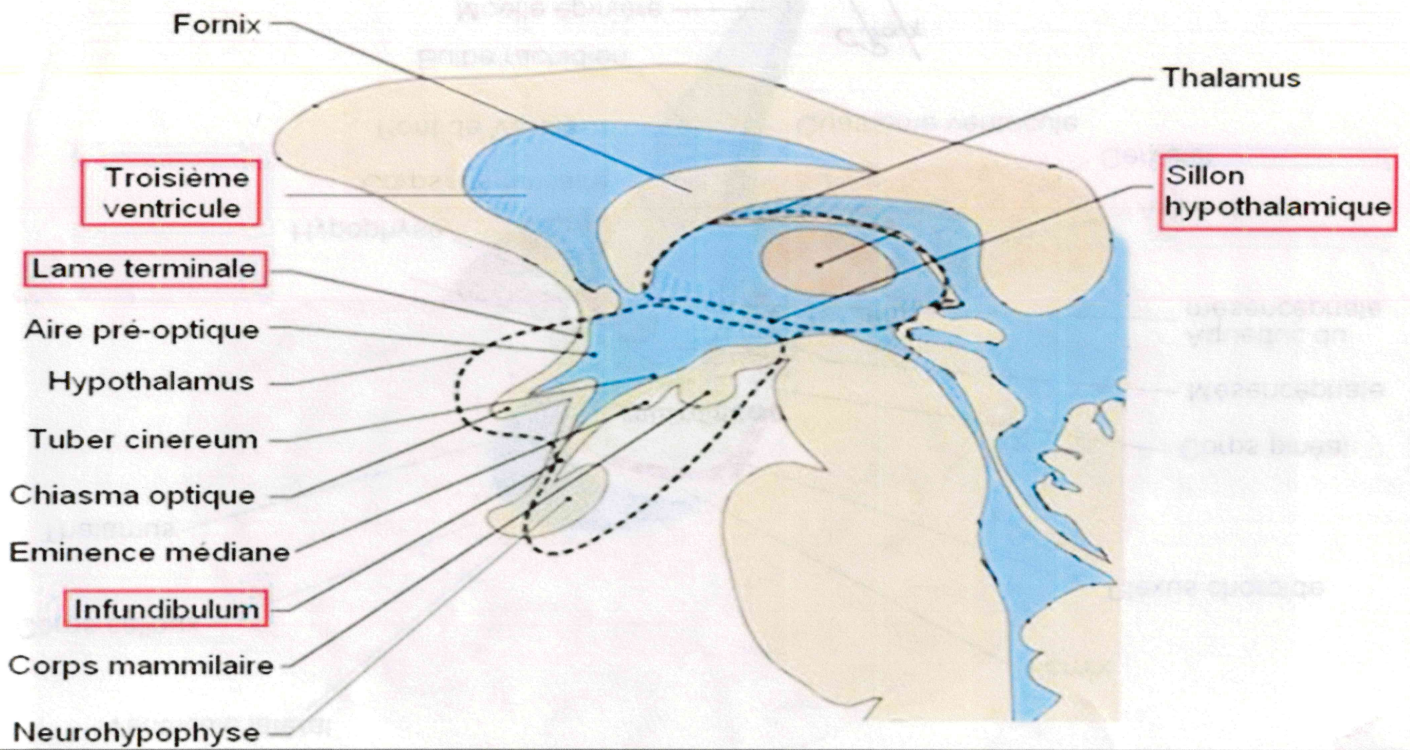 Fornix
Thalamus
Troisième
ventricule
Sillon
hypothalamique
Lame terminale
Aire pré-optique
Hypothalamus
Tuber cinereum
Chiasma optique
Eminence médiane
Infundibulum
Corps mammilaire
Neurohypophyse